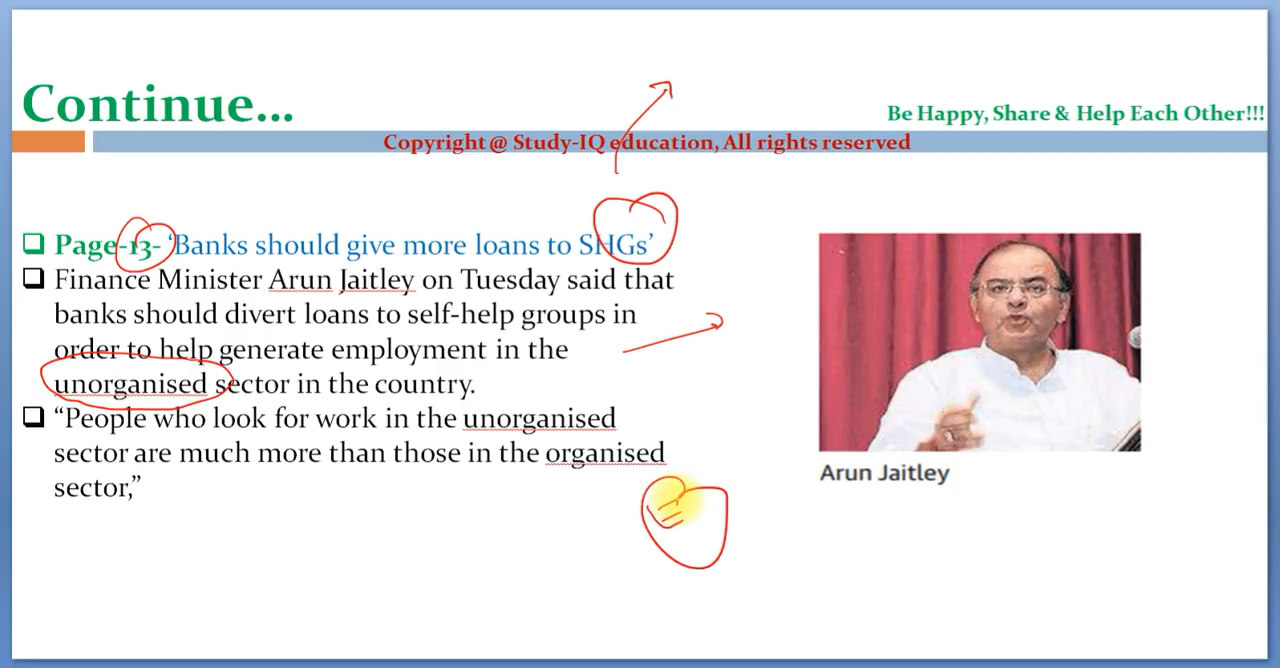 Continue...
Be Happy, Share & Help Each Other!!!
Copyright @ Study-IQ education, All rights reserved
Page-13- ‘Banks should give more loans to SHGs’
Finance Minister Arun Jaitley on Tuesday said that
banks should divert loans to self-help groups in
order to help generate employment in the
unorganised sector in the country.
“People who look for work in the unorganised
sector are much more than those in the organised
sector,”
Arun Jaitley